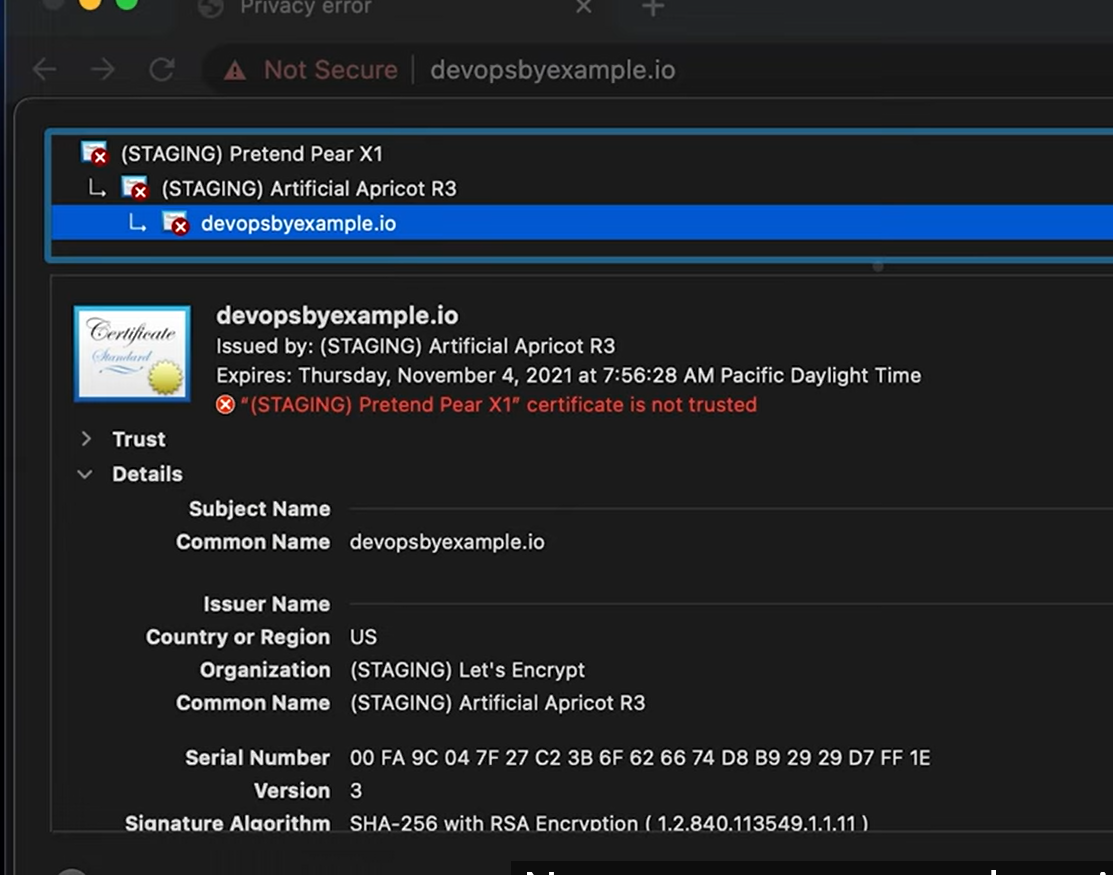 Privacy error
Not Secure | devopsbyexample.io
(STAGING) Pretend Pear X1
(STAGING) Artificial Apricot R3
devopsbyexample.io
Certificate
Standard
devopsbyexample.io
Issued by: (STAGING) Artificial Apricot R3
Expires: Thursday, November 4, 2021 at 7:56:28 AM Pacific Daylight Time
“(STAGING) Pretend Pear X1” certificate is not trusted
Trust
Details
Subject Name
Common Name devopsbyexample.io
Issuer Name
Country or Region US
Organization (STAGING) Let's Encrypt
Common Name (STAGING) Artificial Apricot R3
Serial Number 00 FA 9C 04 7F 27 C2 3B 6F 62 66 74 D8 B9 29 29 D7 FF 1E
Version 3
Signature Algorithm SHA-256 with RSA Encryption ( 1.2.840.113549.1.1.11 )